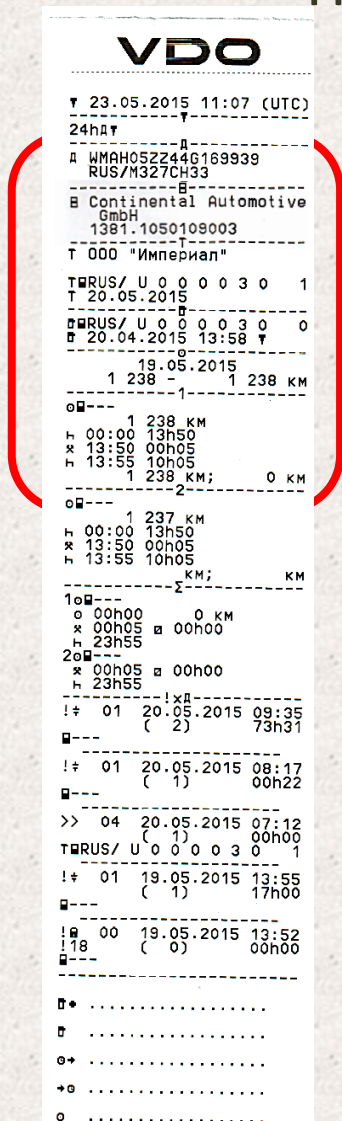 VDO
▼ 23.05.2015 11:07 (UTC)
------------▼------------
24hД▼
------------Д------------
Д WMAH05ZZ44G169939
RUS/M327CH33
------------B------------
B Continental Automotive
GmbH
1381.1050109003
------------T------------
T ООО "Империал"
T■RUS/ U 0 0 0 0 3 0 1
T 20.05.2015
RUS/ U 0 0 0 0 3 0 0
20.04.2015 13:58 ▼
------------o------------
19.05.2015
1 238 - 1 238 км
------------1------------
o■---
1 238 км
h 00:00 13h50
✶ 13:50 00h05
h 13:55 10h05
1 238 км; 0 км
------------2------------
o■---
1 237 км
h 00:00 13h50
✶ 13:50 00h05
h 13:55 10h05
км; км
------------Σ------------
1o■---
o 00h00 0 км
✶ 00h05 ⧄ 00h00
h 23h55
2o■---
✶ 00h05 ⧄ 00h00
h 23h55
------------!xД------------
!÷ 01 20.05.2015 09:35
( 2) 73h31
■---
!÷ 01 20.05.2015 08:17
( 1) 00h22
■---
>> 04 20.05.2015 07:12
( 1) 00h00
T■RUS/ U 0 0 0 0 3 0 1
!÷ 01 19.05.2015 13:55
( 1) 17h00
■---
! 00 19.05.2015 13:52
!18 ( 0) 00h00
■---
..................
..................
..................
..................
o ..................